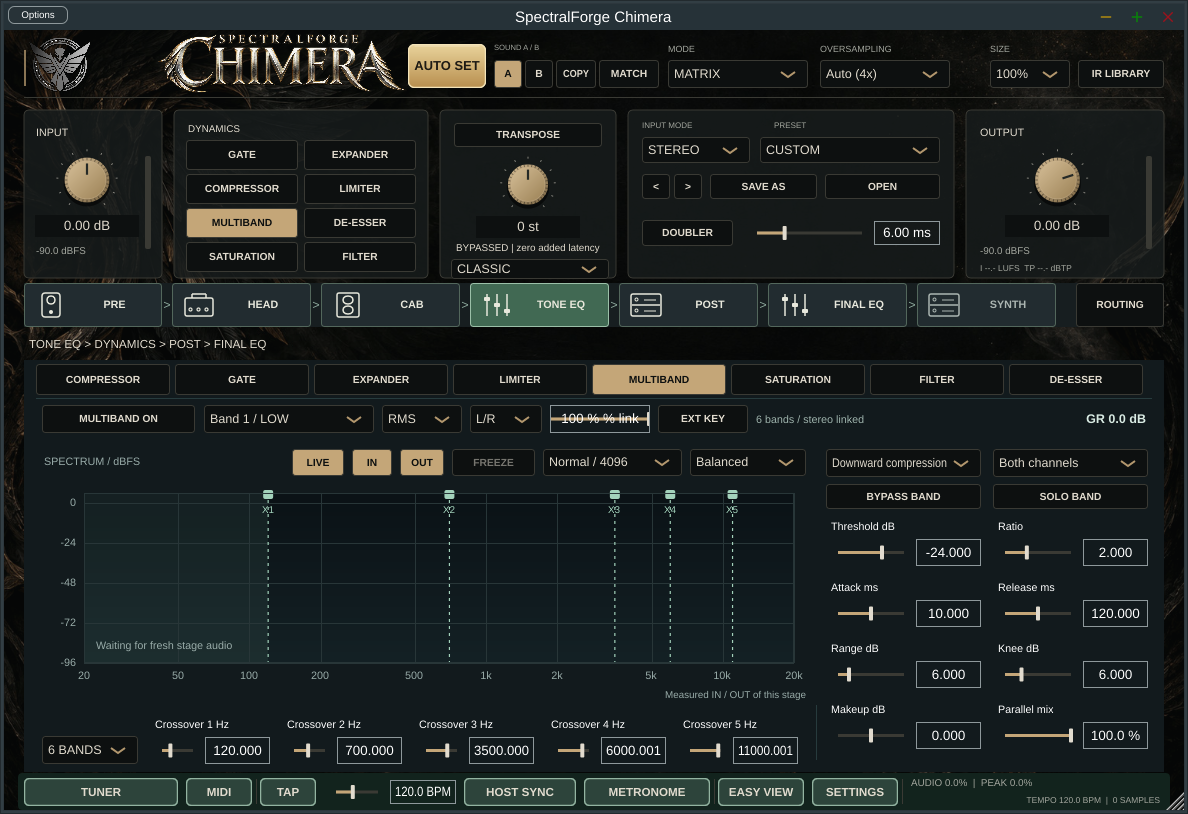 Options
SpectralForge Chimera
SPECTRALFORGE
CHIMERA
AUTO SET
SOUND A / B
A B COPY MATCH
MODE
MATRIX
OVERSAMPLING
Auto (4x)
SIZE
100%
IR LIBRARY
INPUT
0.00 dB
-90.0 dBFS
DYNAMICS
GATE EXPANDER
COMPRESSOR LIMITER
MULTIBAND DE-ESSER
SATURATION FILTER
TRANSPOSE
0 st
BYPASSED | zero added latency
CLASSIC
INPUT MODE PRESET
STEREO CUSTOM
< > SAVE AS OPEN
DOUBLER 6.00 ms
OUTPUT
0.00 dB
-90.0 dBFS
I --.- LUFS TP --.- dBTP
PRE > HEAD > CAB > TONE EQ > POST > FINAL EQ > SYNTH ROUTING
TONE EQ > DYNAMICS > POST > FINAL EQ
COMPRESSOR GATE EXPANDER LIMITER MULTIBAND SATURATION FILTER DE-ESSER
MULTIBAND ON Band 1 / LOW RMS L/R 100 % % link EXT KEY 6 bands / stereo linked GR 0.0 dB
SPECTRUM / dBFS LIVE IN OUT FREEZE Normal / 4096 Balanced Downward compression Both channels
BYPASS BAND SOLO BAND
X1 X2 X3 X4 X5
0
-24
-48
-72
-96
Waiting for fresh stage audio
20 50 100 200 500 1k 2k 5k 10k 20k
Measured IN / OUT of this stage
Threshold dB Ratio
-24.000 2.000
Attack ms Release ms
10.000 120.000
Range dB Knee dB
6.000 6.000
Makeup dB Parallel mix
0.000 100.0 %
Crossover 1 Hz Crossover 2 Hz Crossover 3 Hz Crossover 4 Hz Crossover 5 Hz
6 BANDS 120.000 700.000 3500.000 6000.001 11000.001
TUNER MIDI TAP 120.0 BPM HOST SYNC METRONOME EASY VIEW SETTINGS
AUDIO 0.0% | PEAK 0.0%
TEMPO 120.0 BPM | 0 SAMPLES